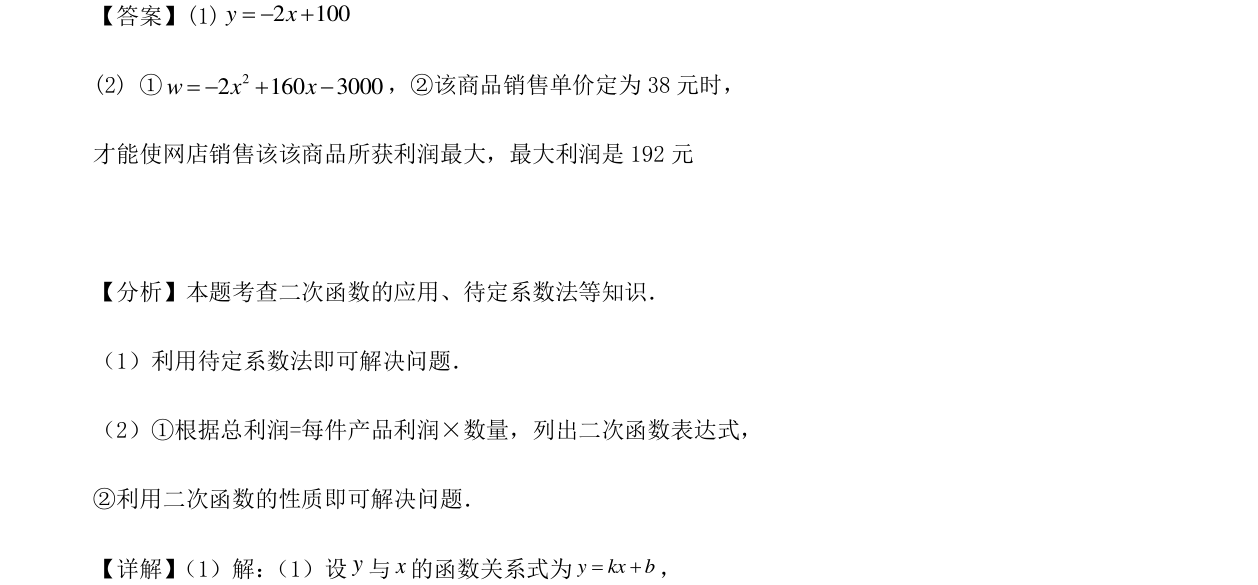 【答案】(1) y＝−2x+100
(2) ①w＝−2x²+160x−3000，②该商品销售单价定为 38 元时，
才能使网店销售该该商品所获利润最大，最大利润是 192 元
【分析】本题考查二次函数的应用、待定系数法等知识．
（1）利用待定系数法即可解决问题．
（2）①根据总利润=每件产品利润×数量，列出二次函数表达式，
②利用二次函数的性质即可解决问题．
【详解】（1）解：（1）设 y 与 x 的函数关系式为 y＝kx+b，